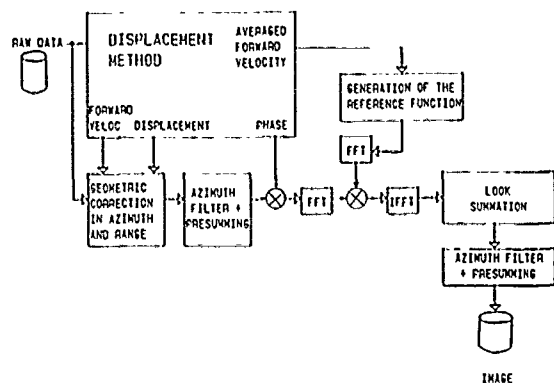 RAW DATA
DISPLACEMENT
METHOD
AVERAGED
FORWARD
VELOCITY
GENERATION OF THE
REFERENCE FUNCTION
FORWARD
VELOC
DISPLACEMENT
PHASE
FFT
GEOMETRIC
CORRECTION
IN AZIMUTH
AND RANGE
AZIMUTH
FILTER +
PRESUMMING
FFT
IFFT
LOOK
SUMMATION
AZIMUTH FILTER
+ PRESUMMING
IMAGE